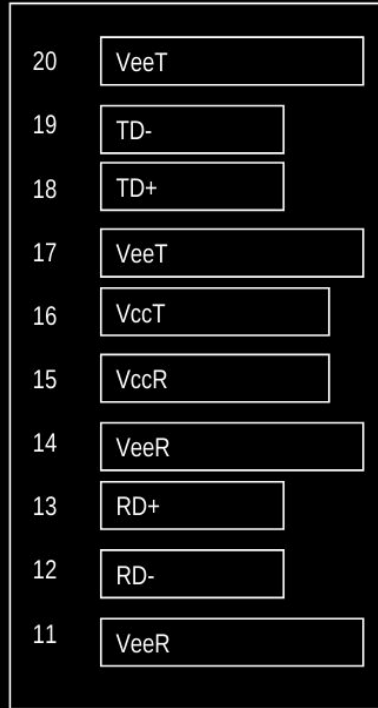 20 VeeT
19 TD-
18 TD+
17 VeeT
16 VccT
15 VccR
14 VeeR
13 RD+
12 RD-
11 VeeR